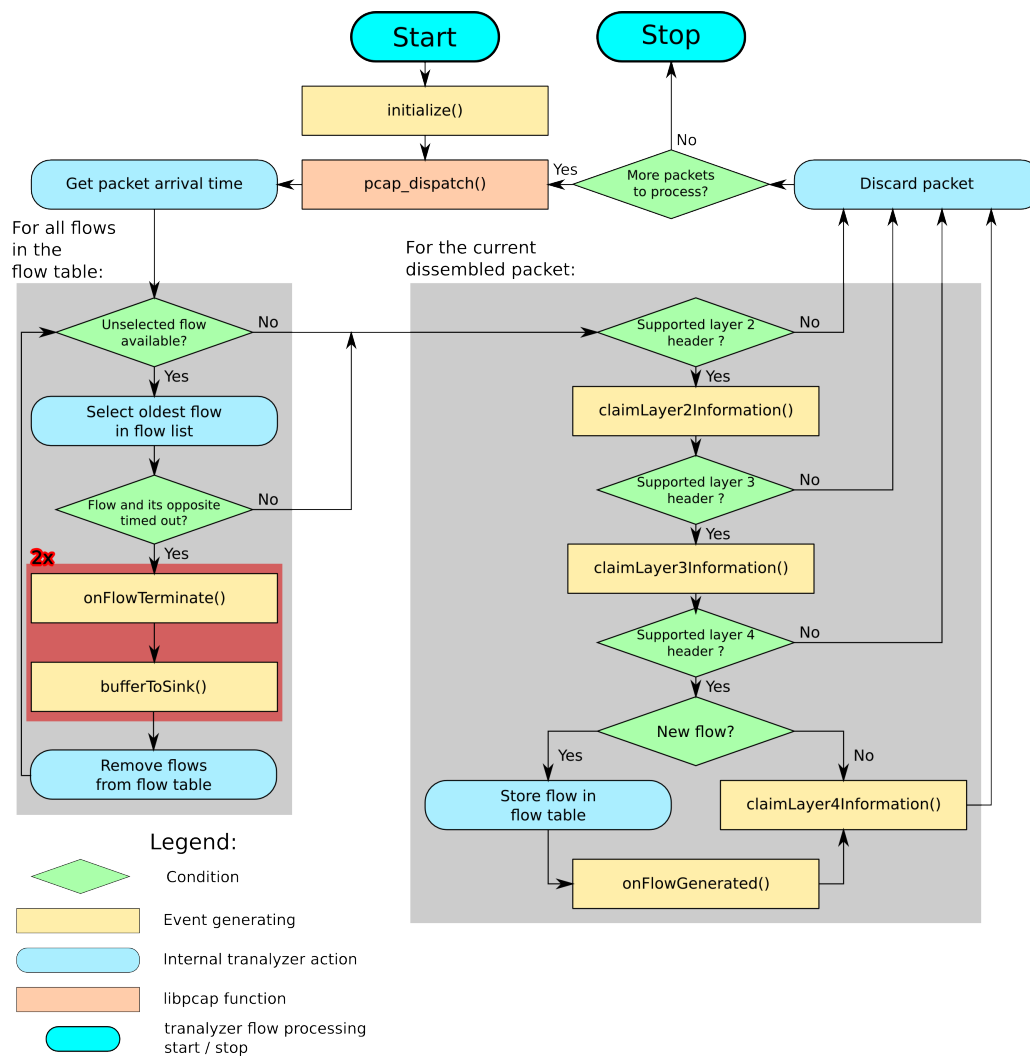 Start
Stop
initialize()
No
Get packet arrival time
pcap_dispatch()
Yes
More packets
to process?
Discard packet
For all flows
in the
flow table:
For the current
dissembled packet:
Unselected flow
available?
No
Yes
Select oldest flow
in flow list
Flow and its opposite
timed out?
No
Yes
2x
onFlowTerminate()
bufferToSink()
Remove flows
from flow table
Supported layer 2
header ?
No
Yes
claimLayer2Information()
Supported layer 3
header ?
No
Yes
claimLayer3Information()
Supported layer 4
header ?
No
Yes
New flow?
Yes
No
Store flow in
flow table
claimLayer4Information()
onFlowGenerated()
Legend:
Condition
Event generating
Internal tranalyzer action
libpcap function
tranalyzer flow processing
start / stop